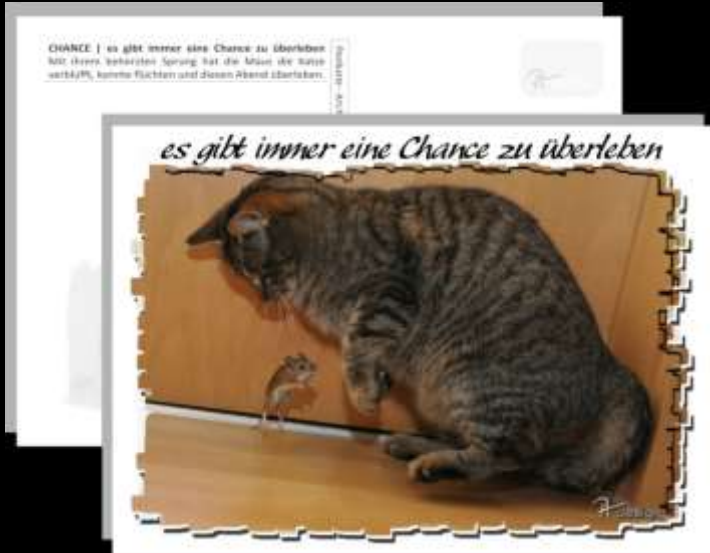 CHANCE | es gibt immer eine Chance zu überleben
Mit ihrem beherzten Sprung hat die Maus die Katze
verblüfft, konnte flüchten und diesen Abend überleben.
es gibt immer eine Chance zu überleben
design